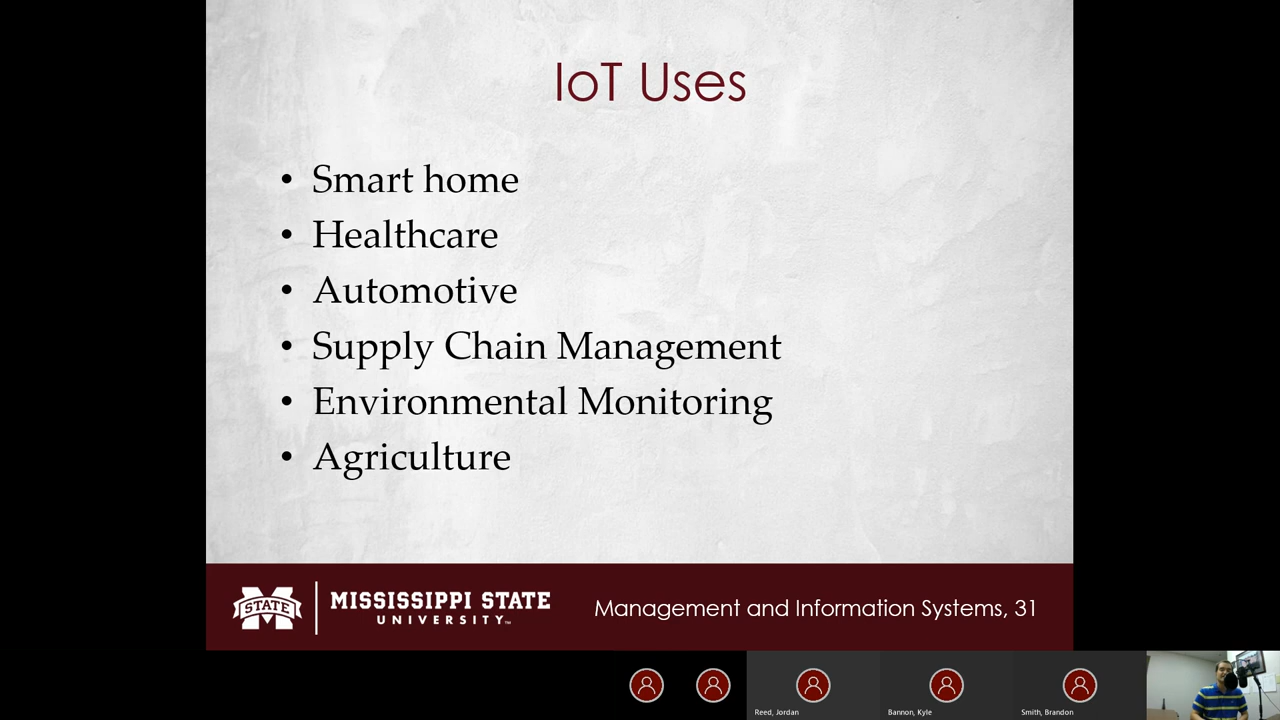 IoT Uses
• Smart home
• Healthcare
• Automotive
• Supply Chain Management
• Environmental Monitoring
• Agriculture
STATE
MISSISSIPPI STATE
UNIVERSITY™
Management and Information Systems, 31
Reed, Jordan
Bannon, Kyle
Smith, Brandon